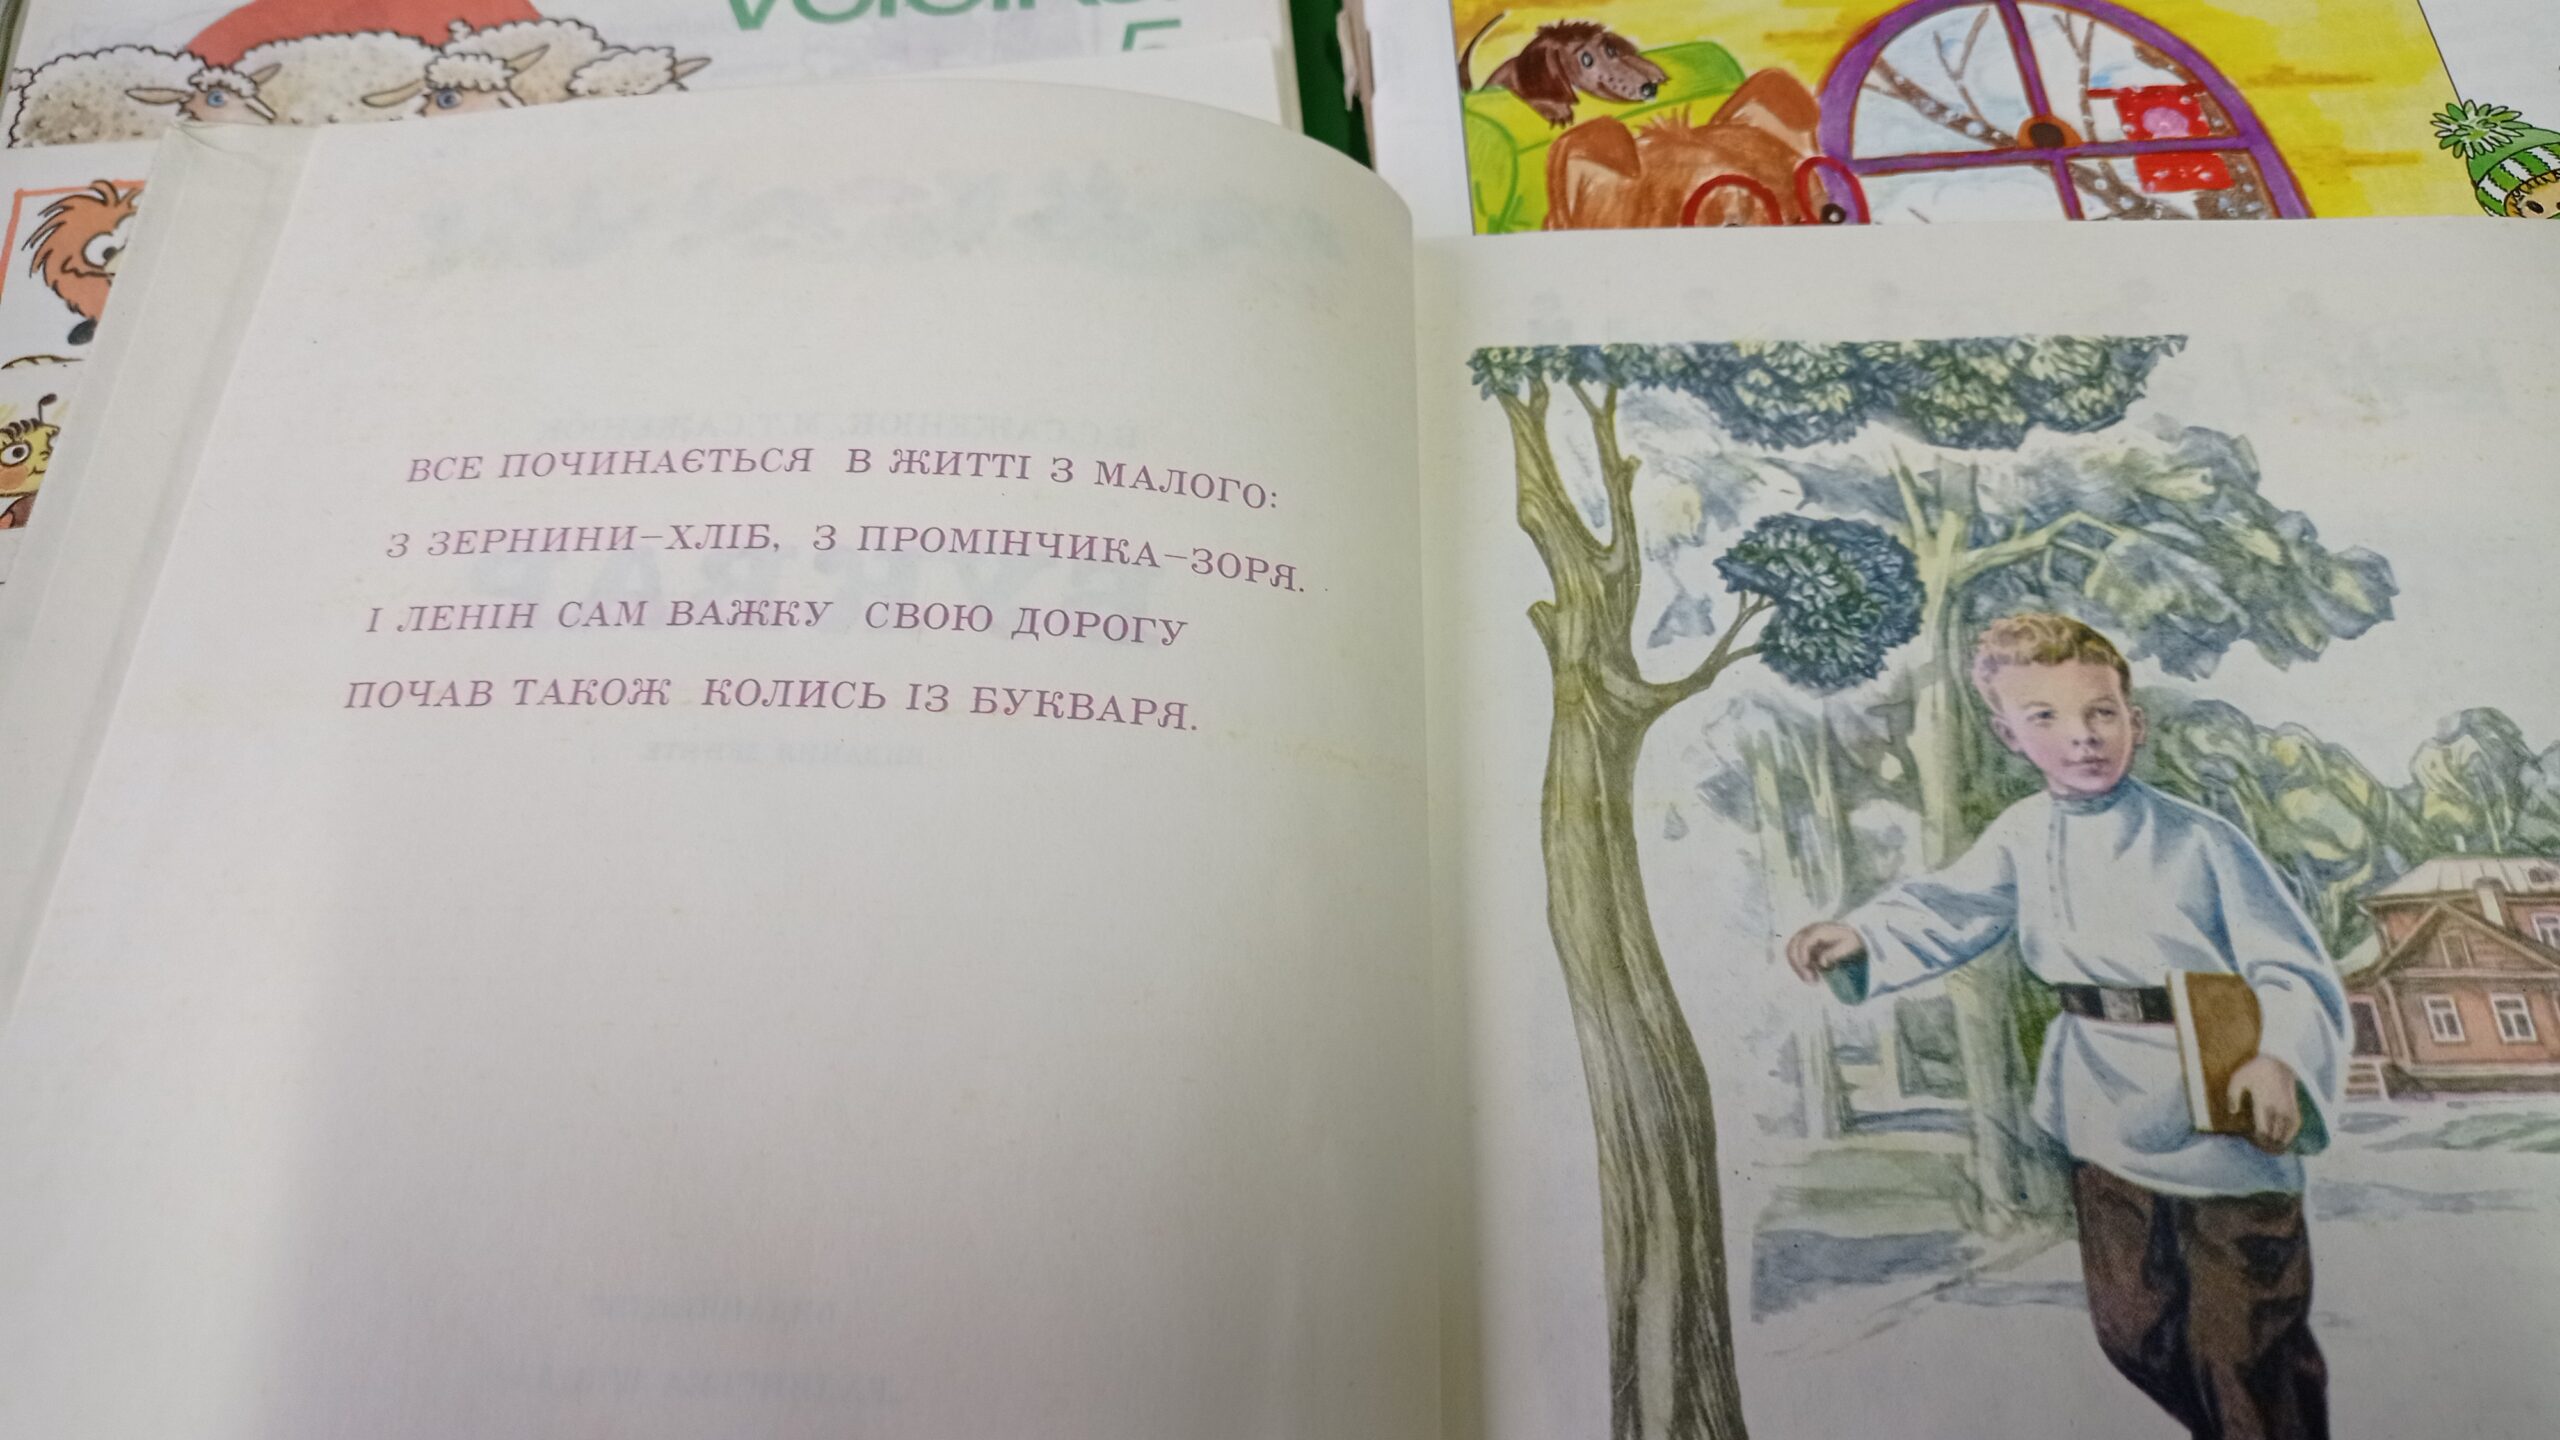 ВСЕ ПОЧИНАЄТЬСЯ В ЖИТТІ З МАЛОГО:
З ЗЕРНИНИ–ХЛІБ, З ПРОМІНЧИКА–ЗОРЯ.
І ЛЕНІН САМ ВАЖКУ СВОЮ ДОРОГУ
ПОЧАВ ТАКОЖ КОЛИСЬ ІЗ БУКВАРЯ.